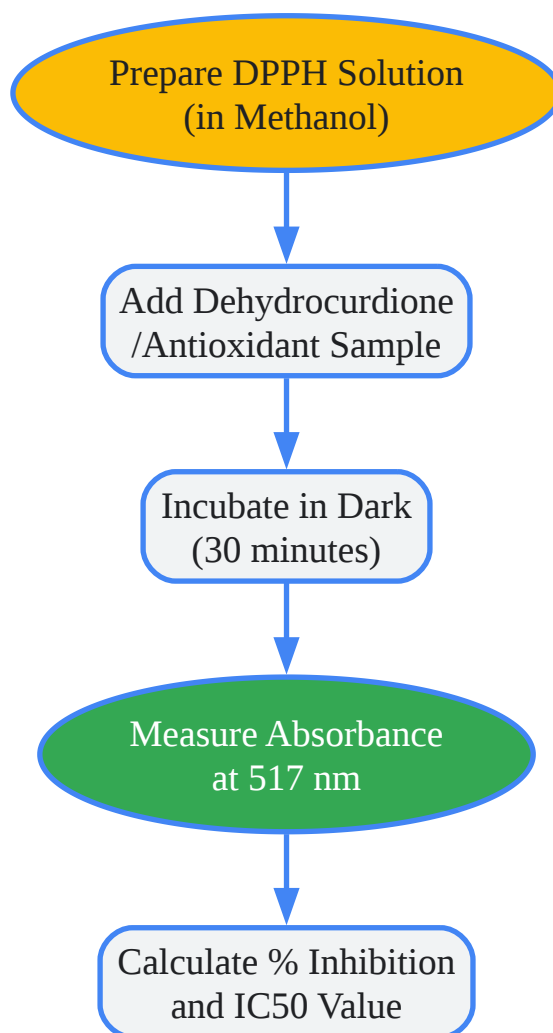 Prepare DPPH Solution
(in Methanol)
Add Dehydrocurdione
/Antioxidant Sample
Incubate in Dark
(30 minutes)
Measure Absorbance
at 517 nm
Calculate % Inhibition
and IC50 Value